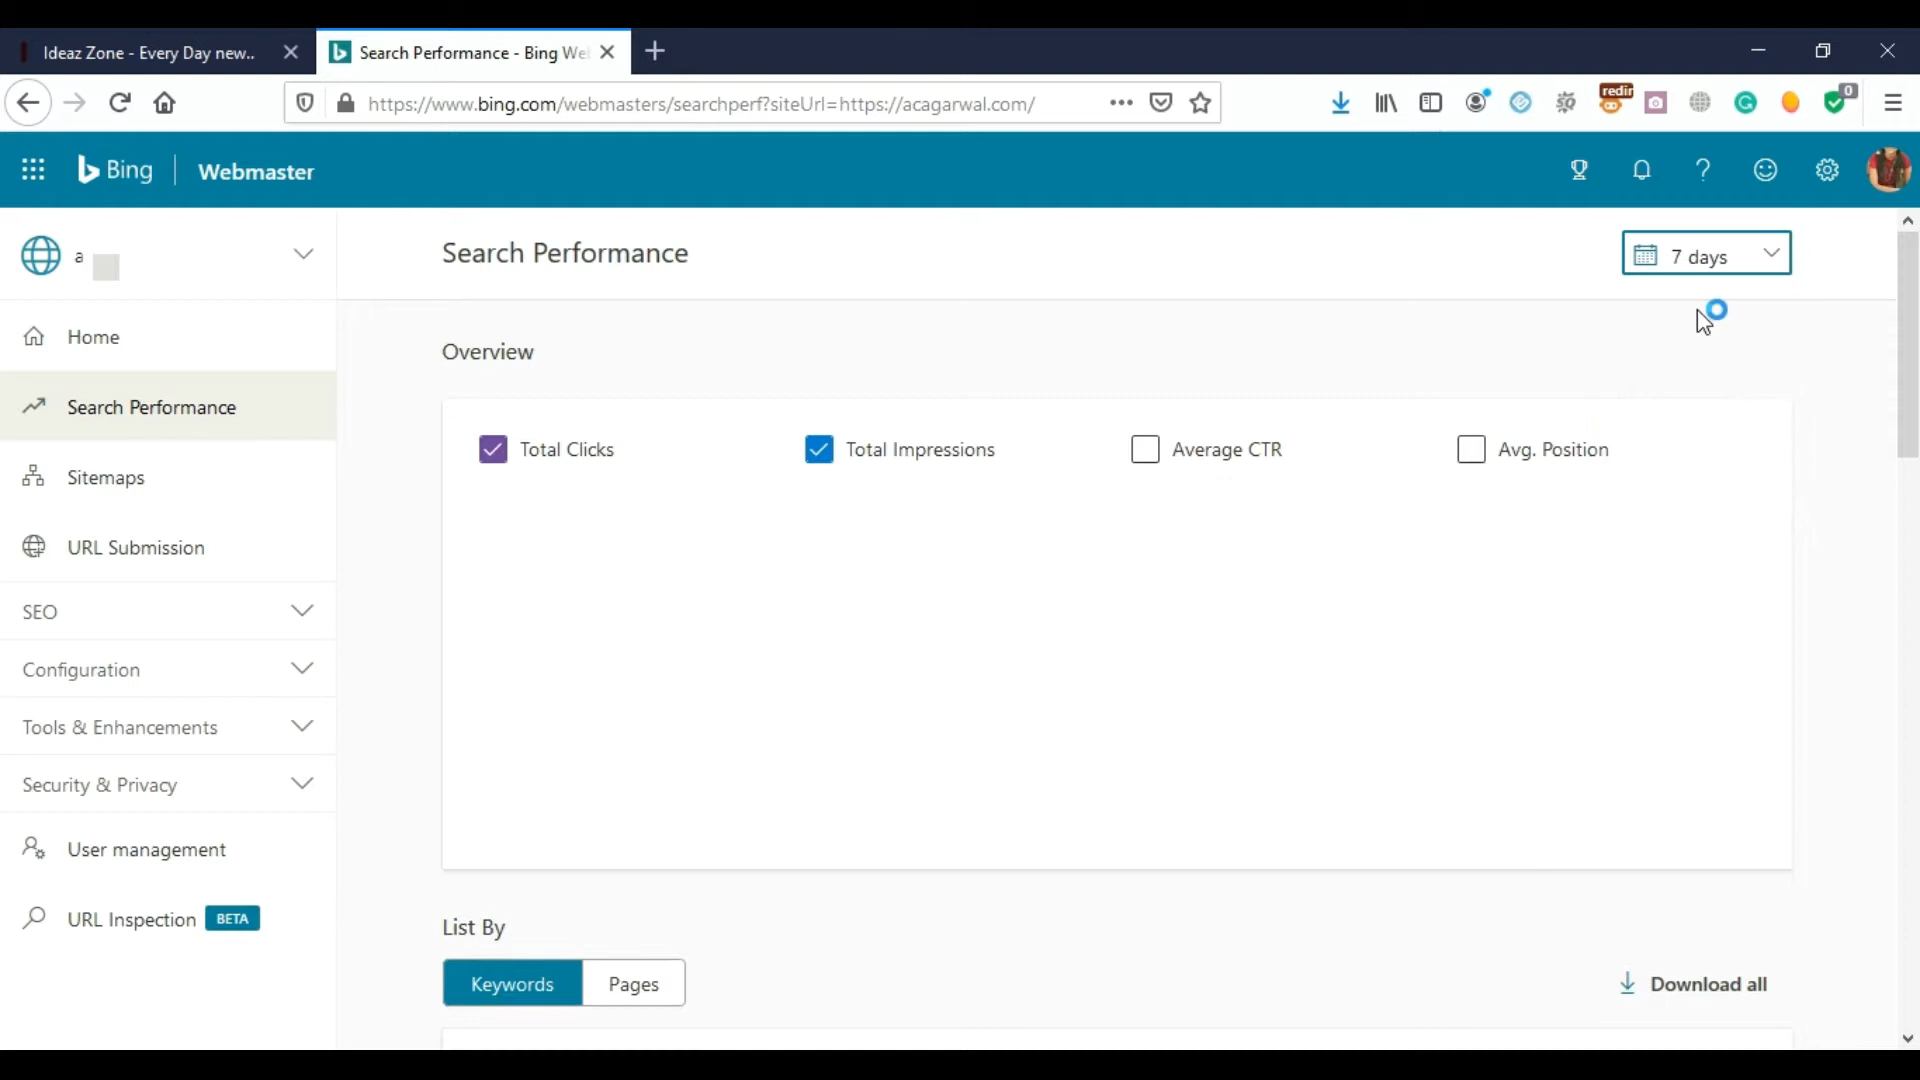 Ideaz Zone - Every Day new..
Search Performance - Bing We
https://www.bing.com/webmasters/searchperf?siteUrl=https://acagarwal.com/
redir
0
Bing
Webmaster
a
Search Performance
7 days
Home
Overview
Search Performance
Total Clicks
Total Impressions
Average CTR
Avg. Position
Sitemaps
URL Submission
SEO
Configuration
Tools & Enhancements
Security & Privacy
User management
URL Inspection BETA
List By
Keywords
Pages
Download all